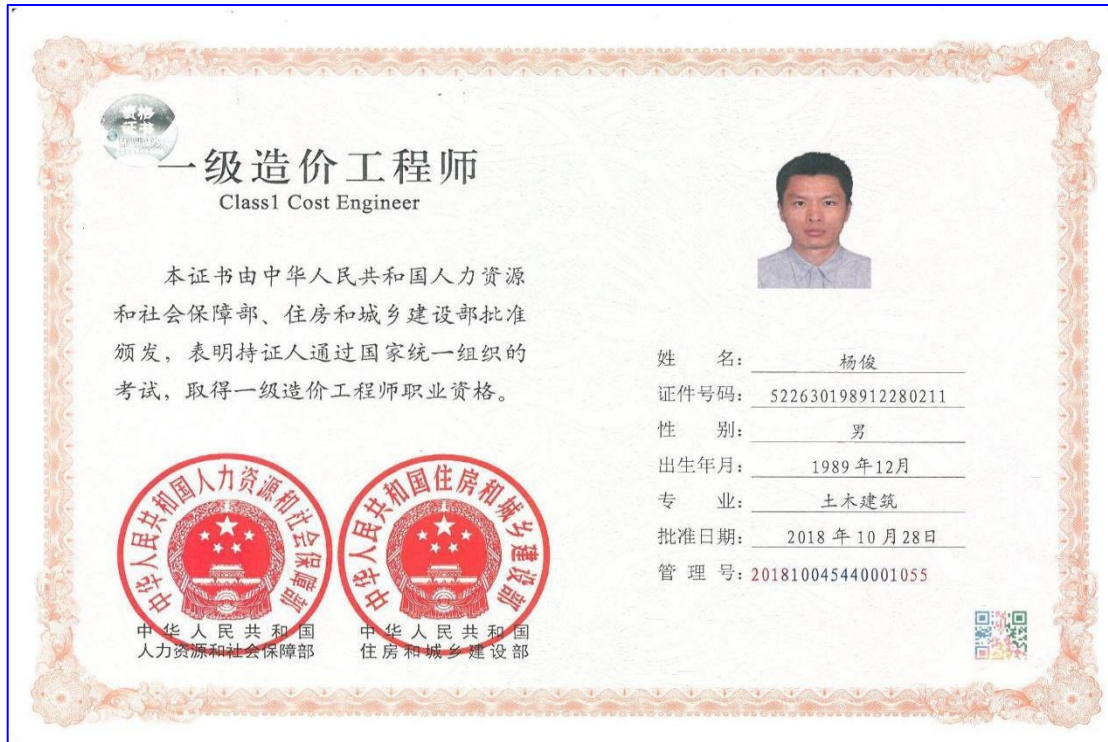 资格
证书
一级造价工程师
Class1 Cost Engineer
本证书由中华人民共和国人力资源
和社会保障部、住房和城乡建设部批准
颁发，表明持证人通过国家统一组织的
考试，取得一级造价工程师职业资格。
中华人民共和国人力资源和社会保障部
中华人民共和国住房和城乡建设部
中华人民共和国
人力资源和社会保障部
中华人民共和国
住房和城乡建设部
姓 名：杨俊
证件号码：522630198912280211
性 别：男
出生年月：1989年12月
专 业：土木建筑
批准日期：2018年10月28日
管 理 号：201810045440001055